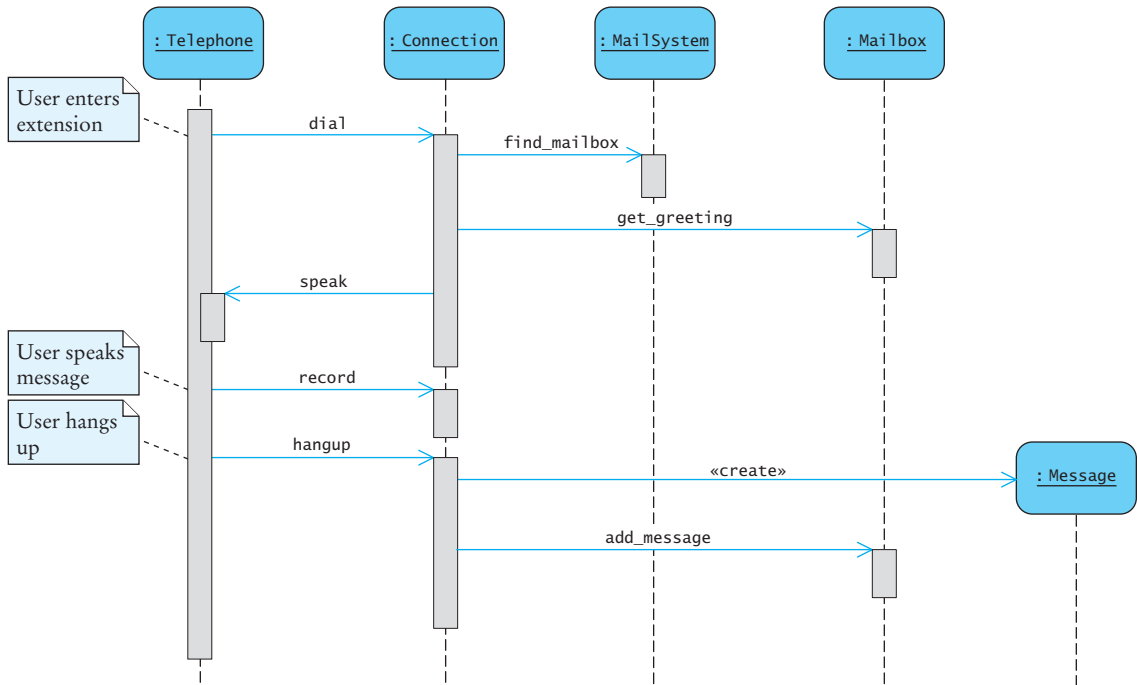 : Telephone
: Connection
: MailSystem
: Mailbox
User enters
extension
dial
find_mailbox
get_greeting
speak
User speaks
message
record
User hangs
up
hangup
«create»
: Message
add_message